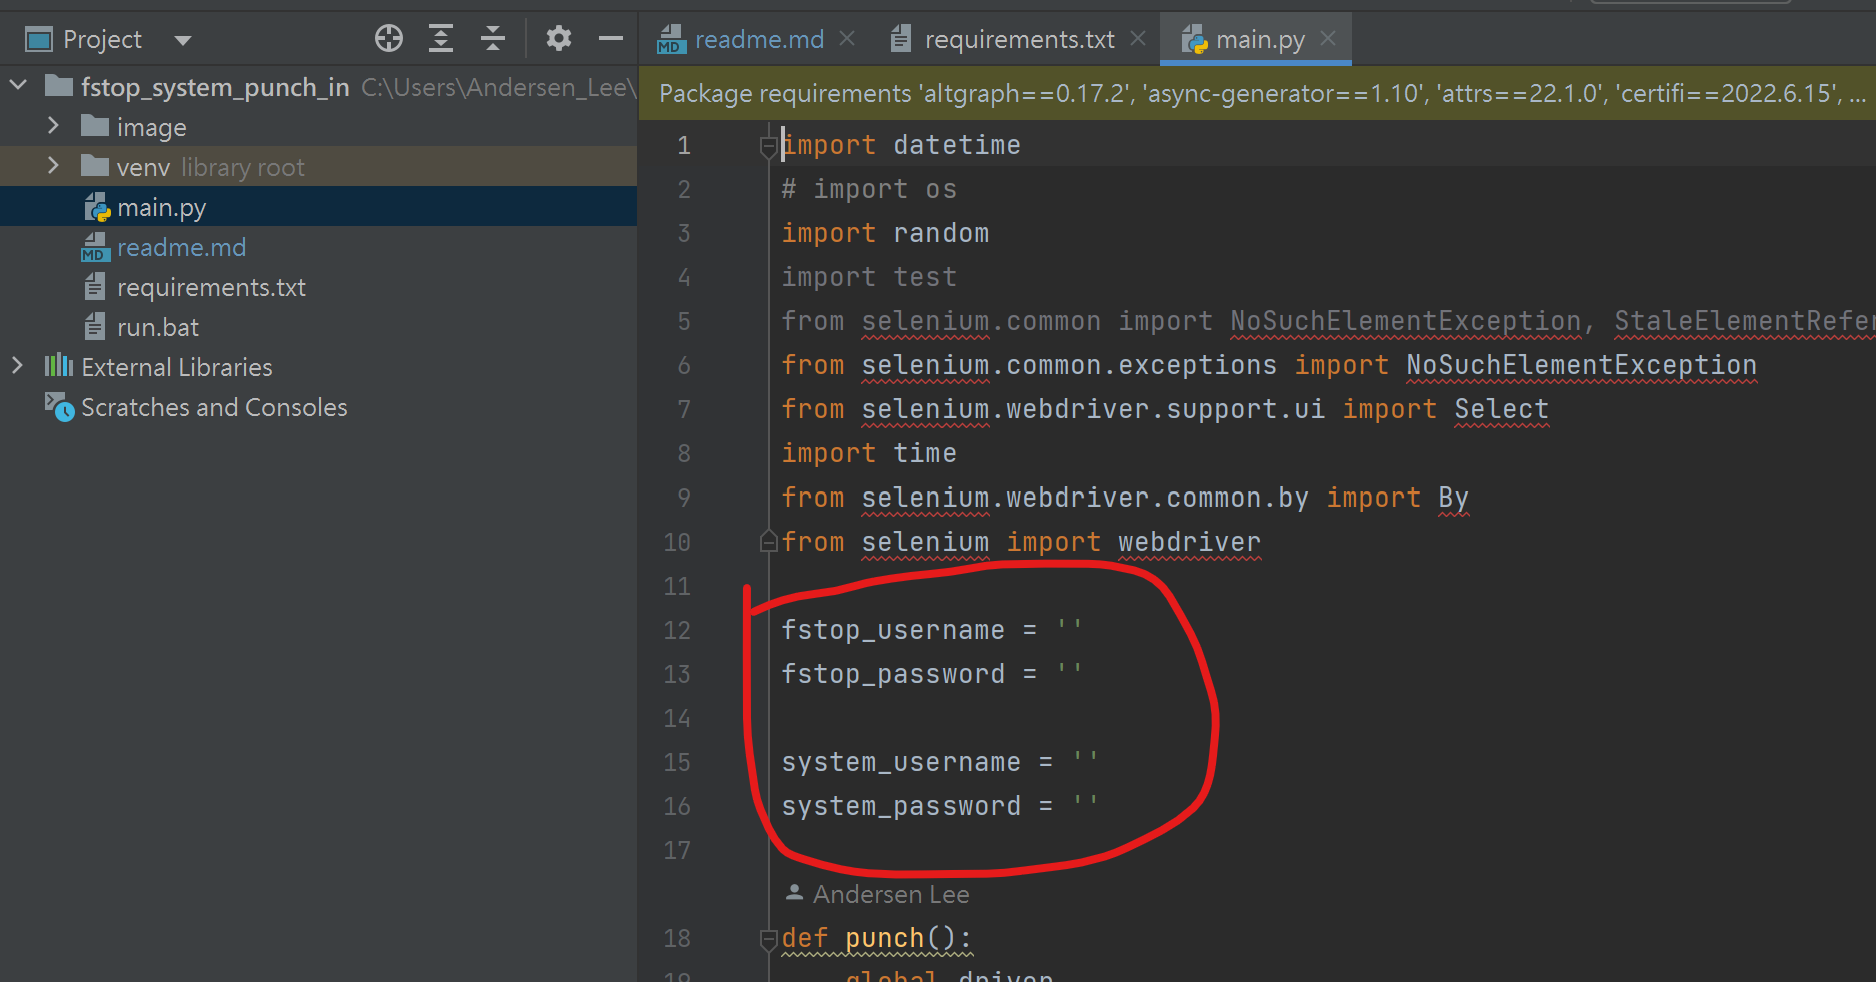 Project
fstop_system_punch_in C:\Users\Andersen_Lee\
image
venv library root
main.py
readme.md
requirements.txt
run.bat
External Libraries
Scratches and Consoles
readme.md requirements.txt main.py
Package requirements 'altgraph==0.17.2', 'async-generator==1.10', 'attrs==22.1.0', 'certifi==2022.6.15', ...
1 import datetime
2 # import os
3 import random
4 import test
5 from selenium.common import NoSuchElementException, StaleElementRefer
6 from selenium.common.exceptions import NoSuchElementException
7 from selenium.webdriver.support.ui import Select
8 import time
9 from selenium.webdriver.common.by import By
10 from selenium import webdriver
11
12 fstop_username = ''
13 fstop_password = ''
14
15 system_username = ''
16 system_password = ''
17
Andersen Lee
18 def punch():
19 global driver